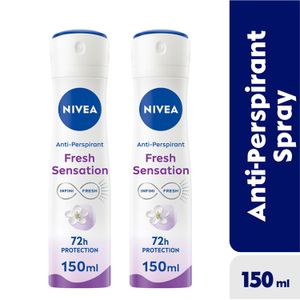 NIVEA
Anti-Perspirant
Fresh
Sensation
INFINI FRESH
72h
PROTECTION
150ml
NIVEA
Anti-Perspirant
Fresh
Sensation
INFINI FRESH
72h
PROTECTION
150ml
Anti-Perspirant
Spray
150 ml